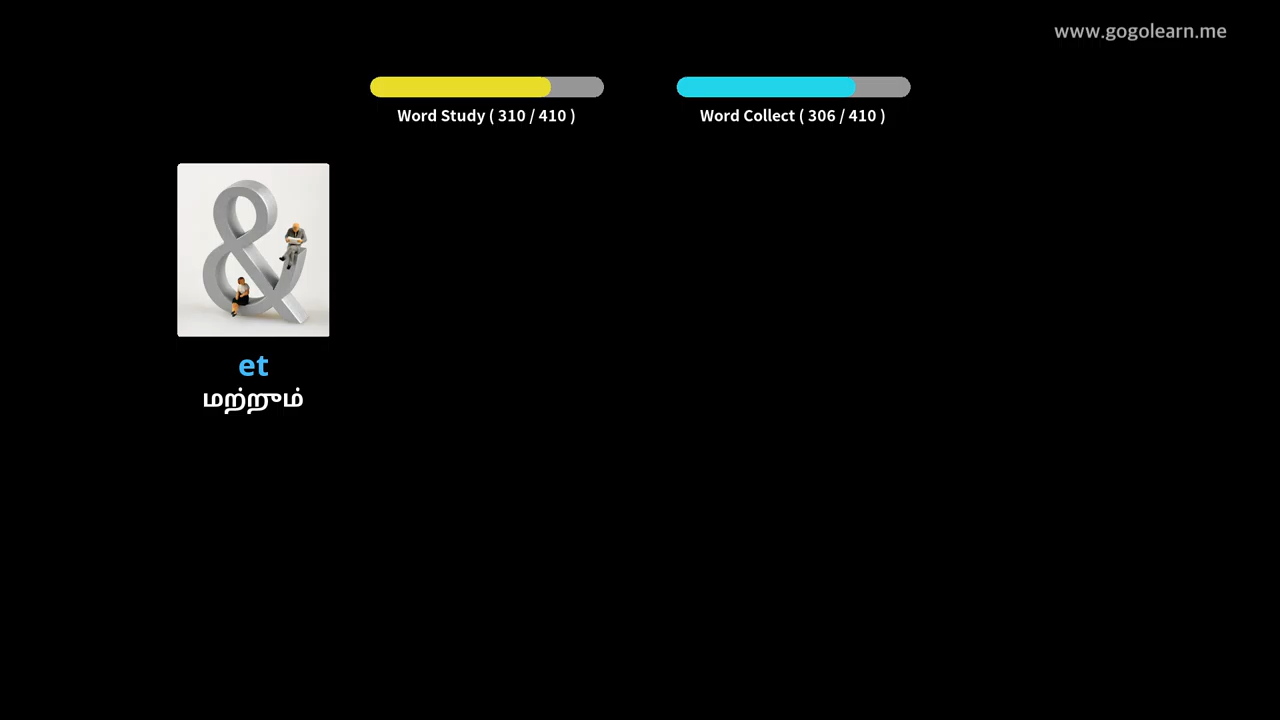 www.gogolearn.me
Word Study ( 310 / 410 )
Word Collect ( 306 / 410 )
&
et
மற்றும்